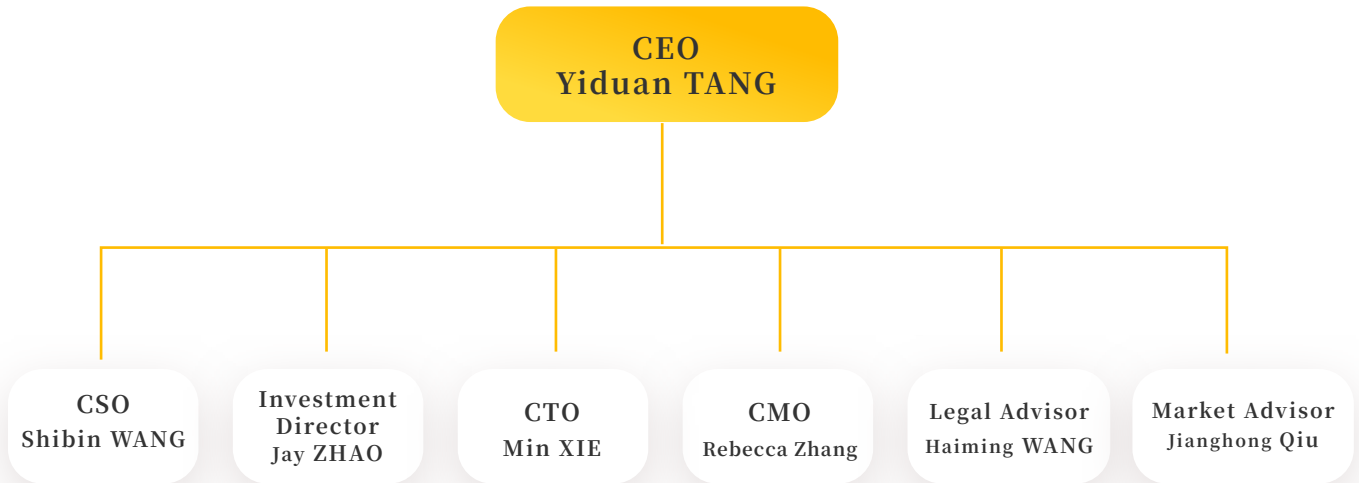 CEO
Yiduan TANG
CSO
Shibin WANG
Investment
Director
Jay ZHAO
CTO
Min XIE
CMO
Rebecca Zhang
Legal Advisor
Haiming WANG
Market Advisor
Jianghong Qiu